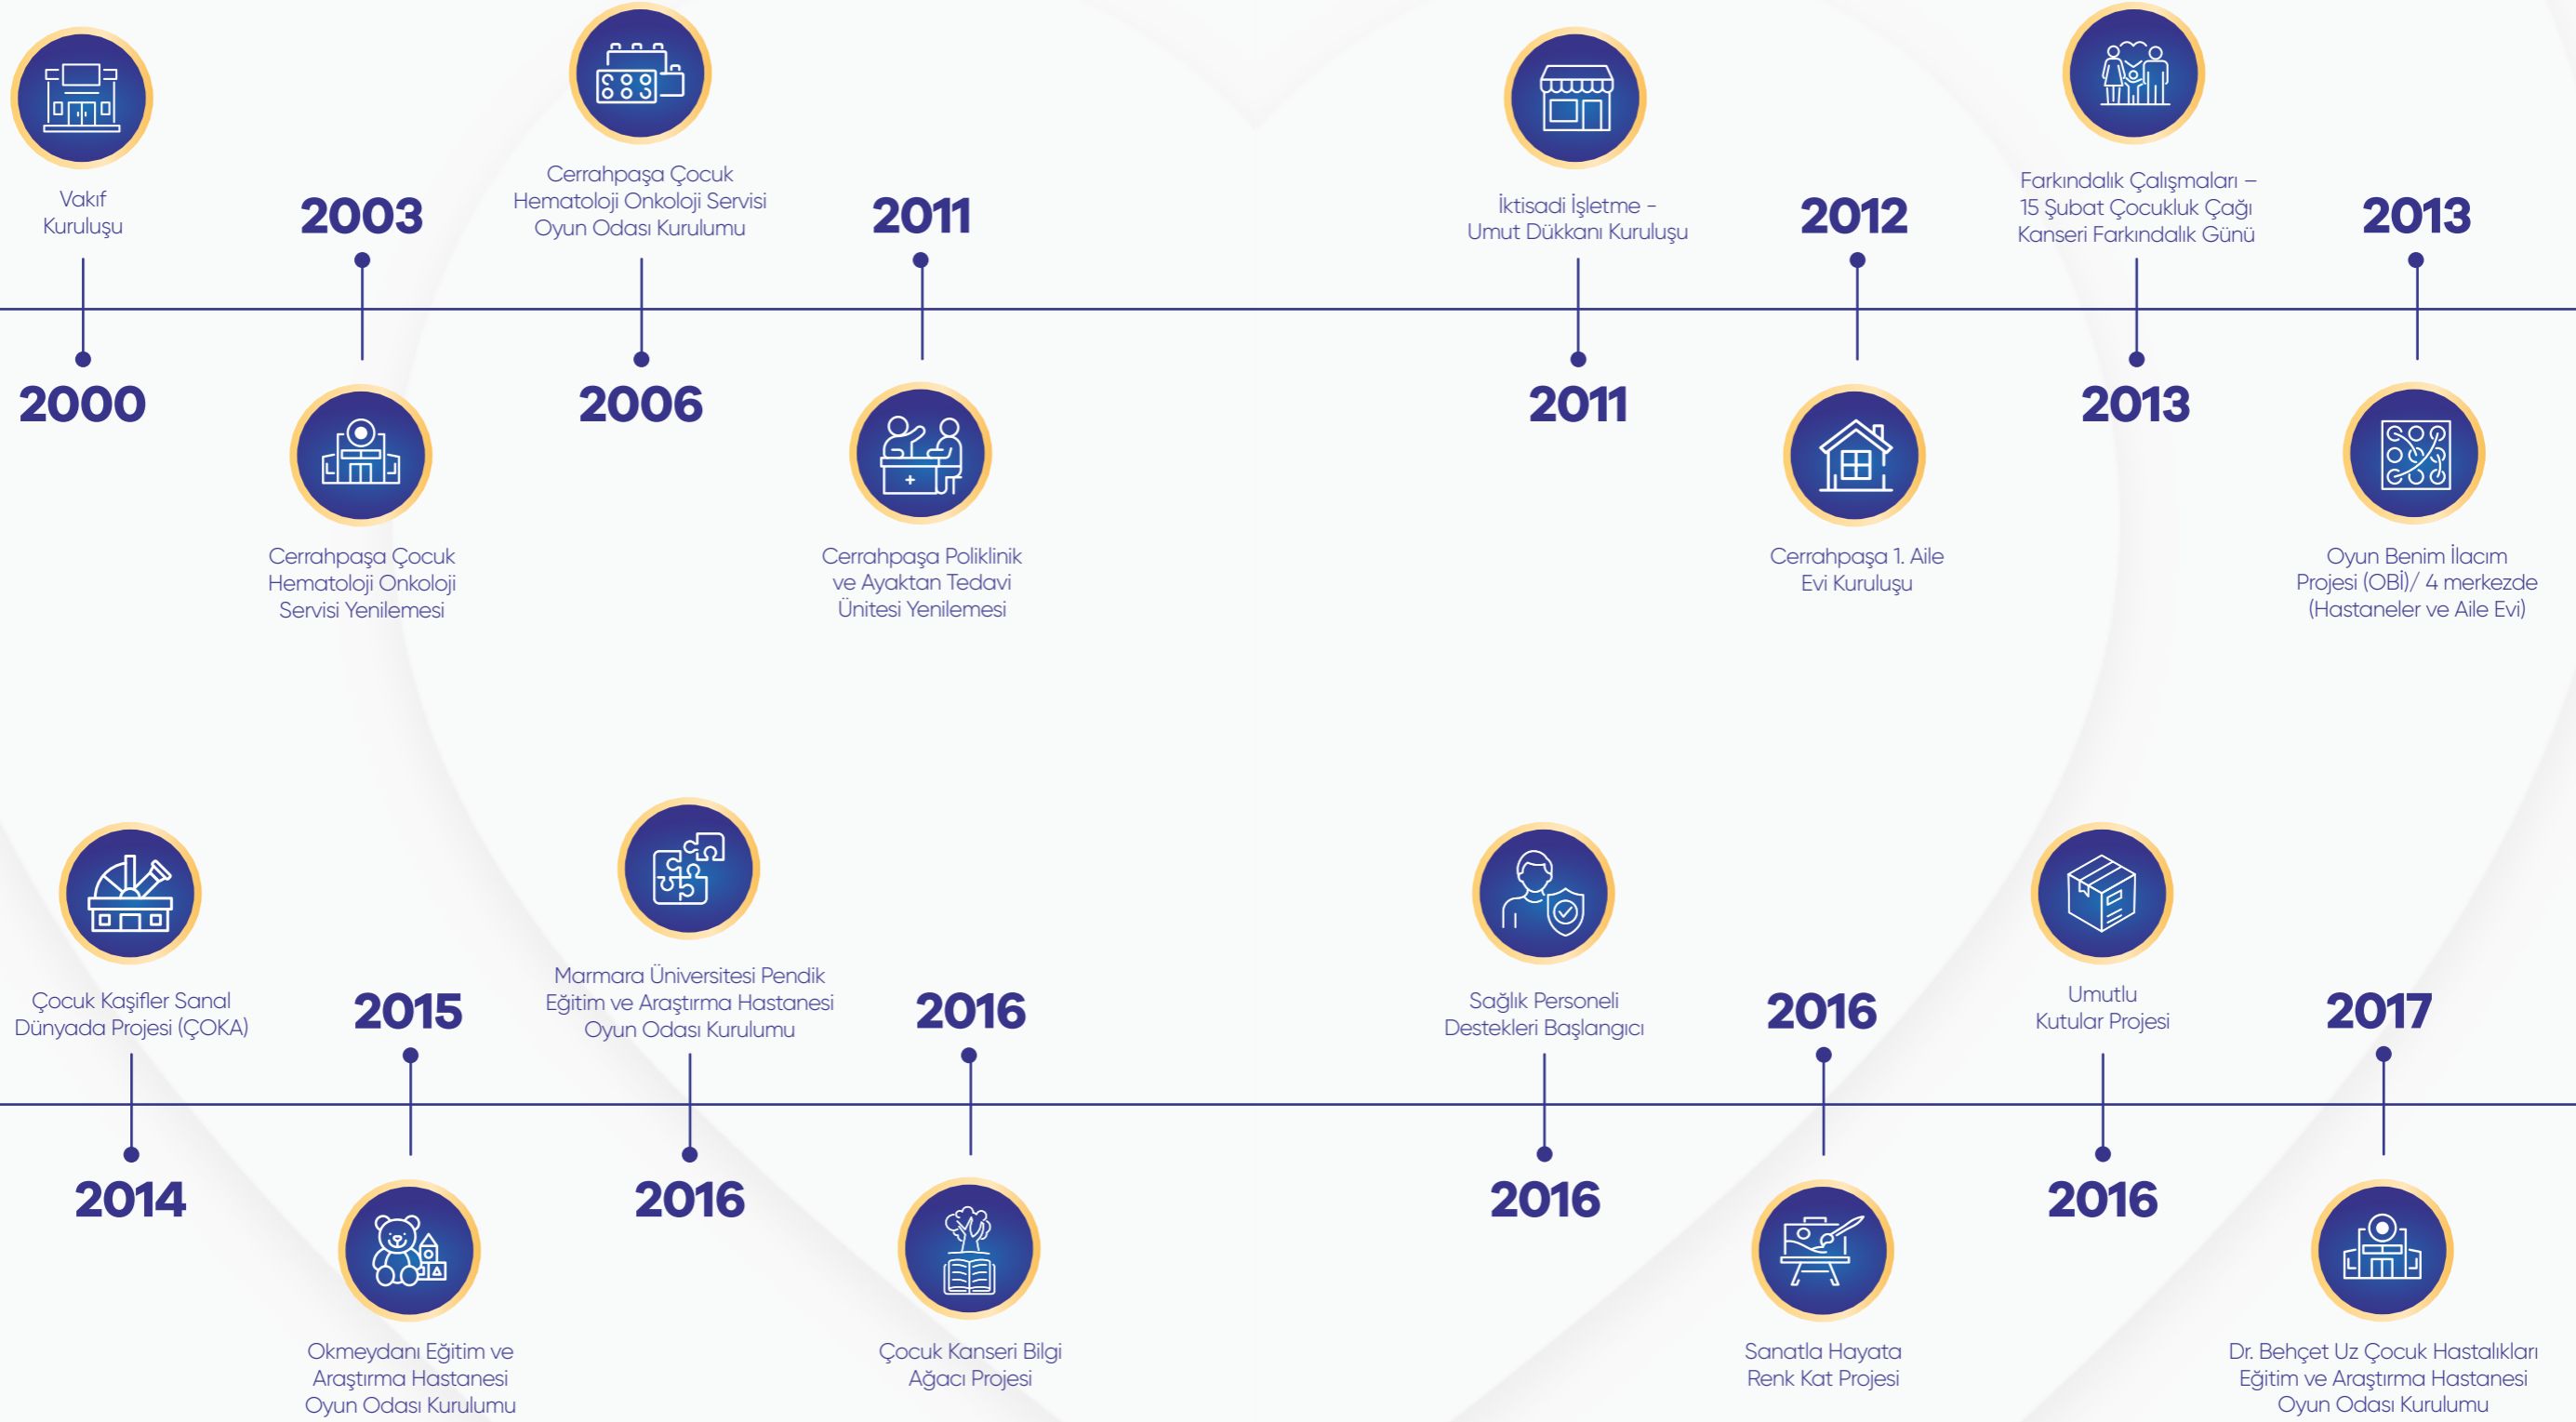 Vakıf
Kuruluşu
2000
2003
Cerrahpaşa Çocuk
Hematoloji Onkoloji
Servisi Yenilemesi
Cerrahpaşa Çocuk
Hematoloji Onkoloji Servisi
Oyun Odası Kurulumu
2006
2011
Cerrahpaşa Poliklinik
ve Ayaktan Tedavi
Ünitesi Yenilemesi
İktisadi İşletme -
Umut Dükkanı Kuruluşu
2011
2012
Cerrahpaşa 1. Aile
Evi Kuruluşu
Farkındalık Çalışmaları –
15 Şubat Çocukluk Çağı
Kanseri Farkındalık Günü
2013
2013
Oyun Benim İlacım
Projesi (OBİ)/ 4 merkezde
(Hastaneler ve Aile Evi)
Çocuk Kaşifler Sanal
Dünyada Projesi (ÇOKA)
2014
2015
Okmeydanı Eğitim ve
Araştırma Hastanesi
Oyun Odası Kurulumu
Marmara Üniversitesi Pendik
Eğitim ve Araştırma Hastanesi
Oyun Odası Kurulumu
2016
2016
Çocuk Kanseri Bilgi
Ağacı Projesi
Sağlık Personeli
Destekleri Başlangıcı
2016
2016
Sanatla Hayata
Renk Kat Projesi
Umutlu
Kutular Projesi
2016
2017
Dr. Behçet Uz Çocuk Hastalıkları
Eğitim ve Araştırma Hastanesi
Oyun Odası Kurulumu